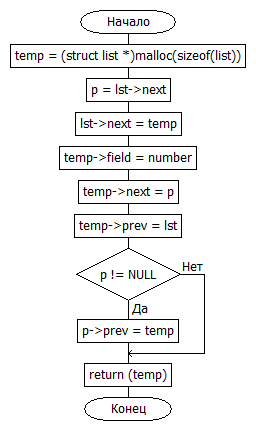 Начало
temp = (struct list *)malloc(sizeof(list))
p = lst->next
lst->next = temp
temp->field = number
temp->next = p
temp->prev = lst
p != NULL
Нет
Да
p->prev = temp
return (temp)
Конец